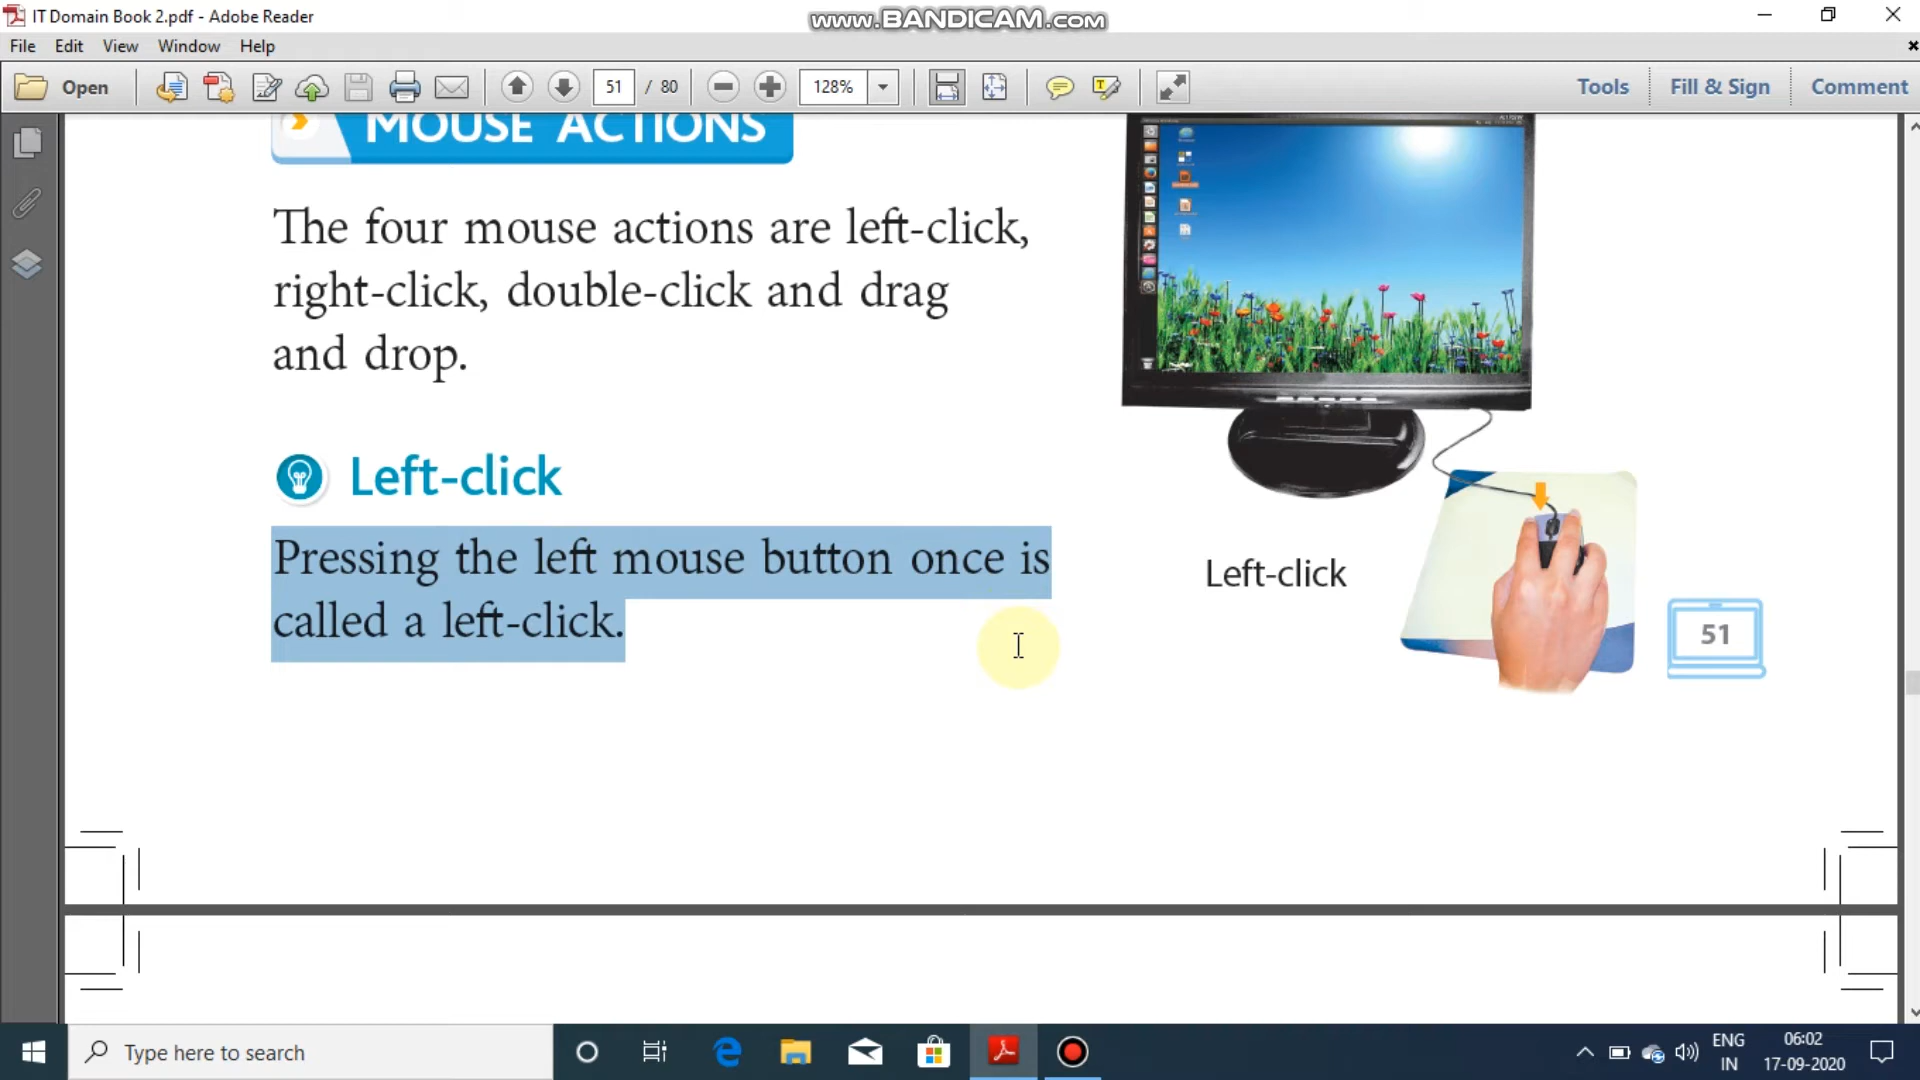 IT Domain Book 2.pdf - Adobe Reader
www.BANDICAM.com
File Edit View Window Help
Open 51 / 80 128% Tools Fill & Sign Comment
MOUSE ACTIONS
The four mouse actions are left-click,
right-click, double-click and drag
and drop.
Left-click
Pressing the left mouse button once is
called a left-click.
Left-click
51
Type here to search
ENG
IN
06:02
17-09-2020